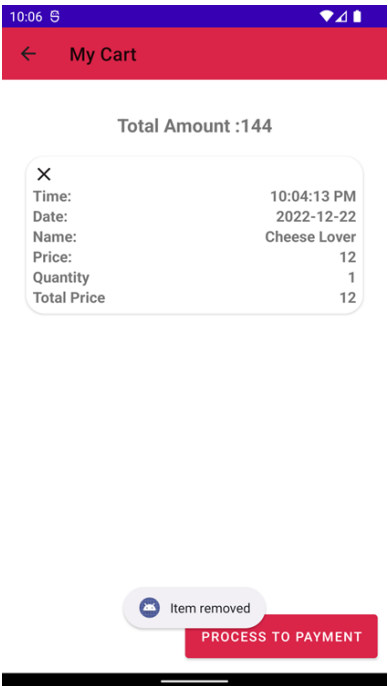 10:06
My Cart
Total Amount :144
Time: 10:04:13 PM
Date: 2022-12-22
Name: Cheese Lover
Price: 12
Quantity 1
Total Price 12
Item removed
PROCESS TO PAYMENT